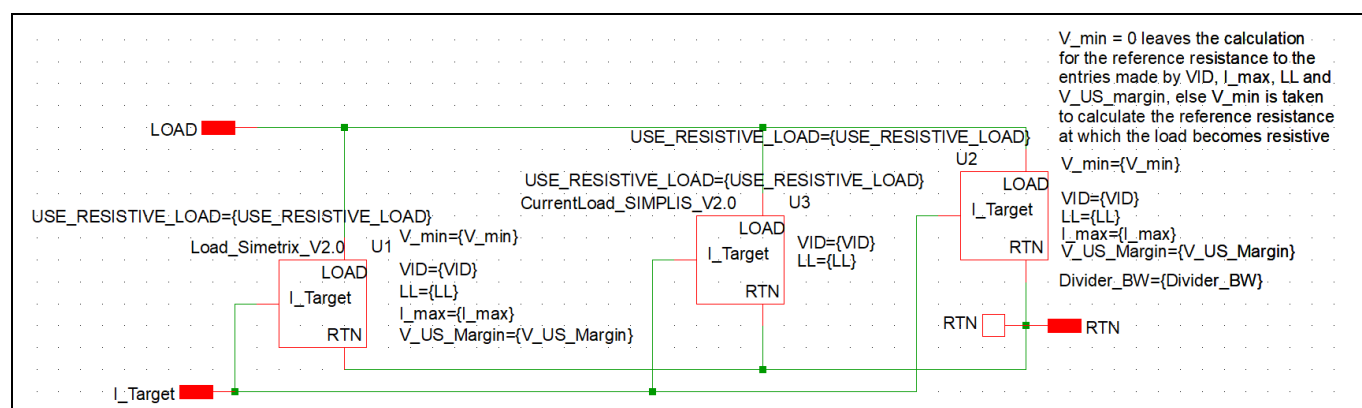 V_min = 0 leaves the calculation
for the reference resistance to the
entries made by VID, I_max, LL and
V_US_margin, else V_min is taken
to calculate the reference resistance
at which the load becomes resistive
LOAD
USE_RESISTIVE_LOAD={USE_RESISTIVE_LOAD}
U2
V_min={V_min}
LOAD
I_Target
RTN
VID={VID}
LL={LL}
I_max={I_max}
V_US_Margin={V_US_Margin}
Divider_BW={Divider_BW}
USE_RESISTIVE_LOAD={USE_RESISTIVE_LOAD}
CurrentLoad_SIMPLIS_V2.0
U3
LOAD
I_Target
RTN
VID={VID}
LL={LL}
USE_RESISTIVE_LOAD={USE_RESISTIVE_LOAD}
Load_Simetrix_V2.0
U1
V_min={V_min}
LOAD
I_Target
RTN
VID={VID}
LL={LL}
I_max={I_max}
V_US_Margin={V_US_Margin}
RTN
RTN
I_Target